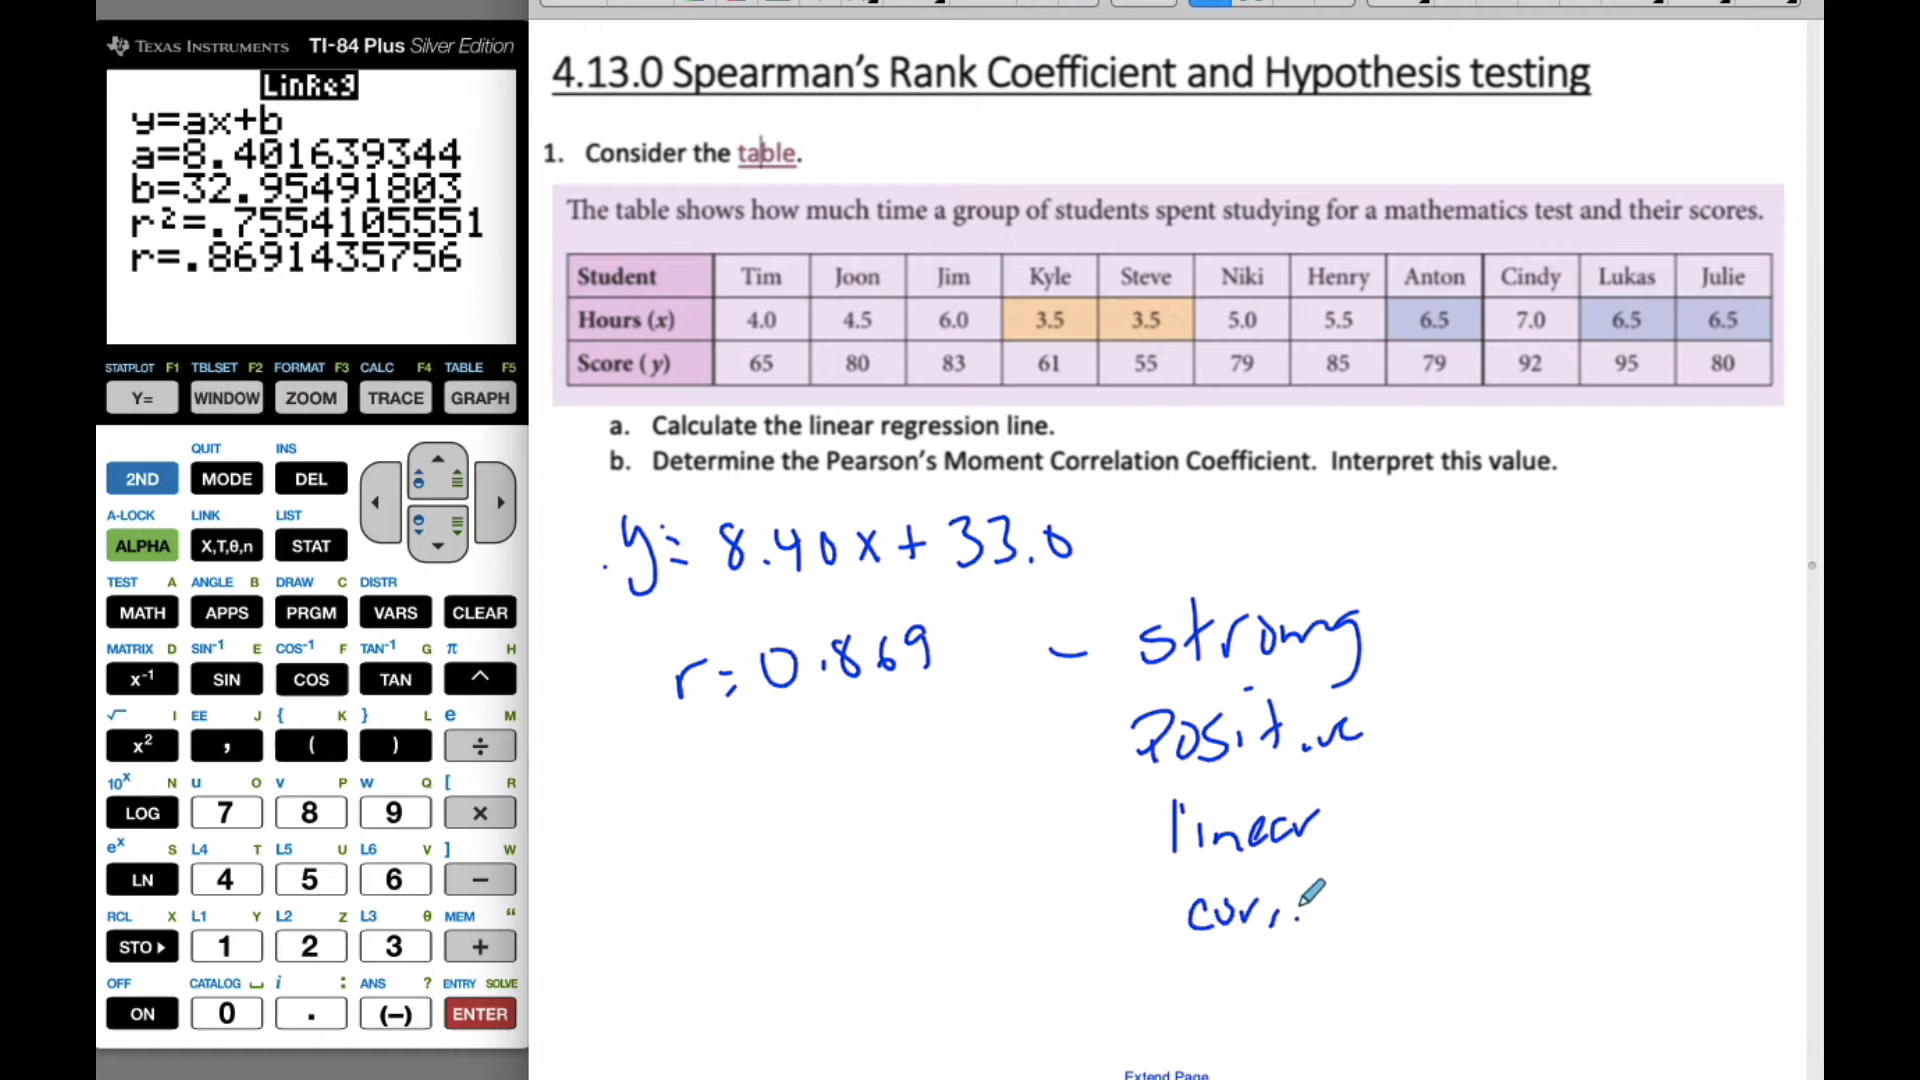 TEXAS INSTRUMENTS TI-84 Plus Silver Edition
LinReg
y=ax+b
a=8.401639344
b=32.95491803
r²=.7554105551
r=.8691435756
STATPLOT F1 TBLSET F2 FORMAT F3 CALC F4 TABLE F5
Y= WINDOW ZOOM TRACE GRAPH
QUIT INS
2ND MODE DEL
A-LOCK LINK LIST
ALPHA X,T,θ,n STAT
TEST A ANGLE B DRAW C DISTR
MATH APPS PRGM VARS CLEAR
MATRIX D SIN⁻¹ E COS⁻¹ F TAN⁻¹ G π H
x⁻¹ SIN COS TAN ^
√ I EE J { K } L e M
x² , ( ) ÷
10ˣ N u O v P w Q [ R
LOG 7 8 9 ×
eˣ S L4 T L5 U L6 V ] W
LN 4 5 6 −
RCL X L1 Y L2 Z L3 θ MEM “
STO▶ 1 2 3 +
OFF CATALOG ⎵ i : ANS ? ENTRY SOLVE
ON 0 . (−) ENTER
4.13.0 Spearman’s Rank Coefficient and Hypothesis testing
1. Consider the table.
The table shows how much time a group of students spent studying for a mathematics test and their scores.
Student Tim Joon Jim Kyle Steve Niki Henry Anton Cindy Lukas Julie
Hours (x) 4.0 4.5 6.0 3.5 3.5 5.0 5.5 6.5 7.0 6.5 6.5
Score (y) 65 80 83 61 55 79 85 79 92 95 80
a. Calculate the linear regression line.
b. Determine the Pearson’s Moment Correlation Coefficient. Interpret this value.
y= 8.40x+33.0
r= 0.869 – strong
Positive
linear
corr.
Extend Page